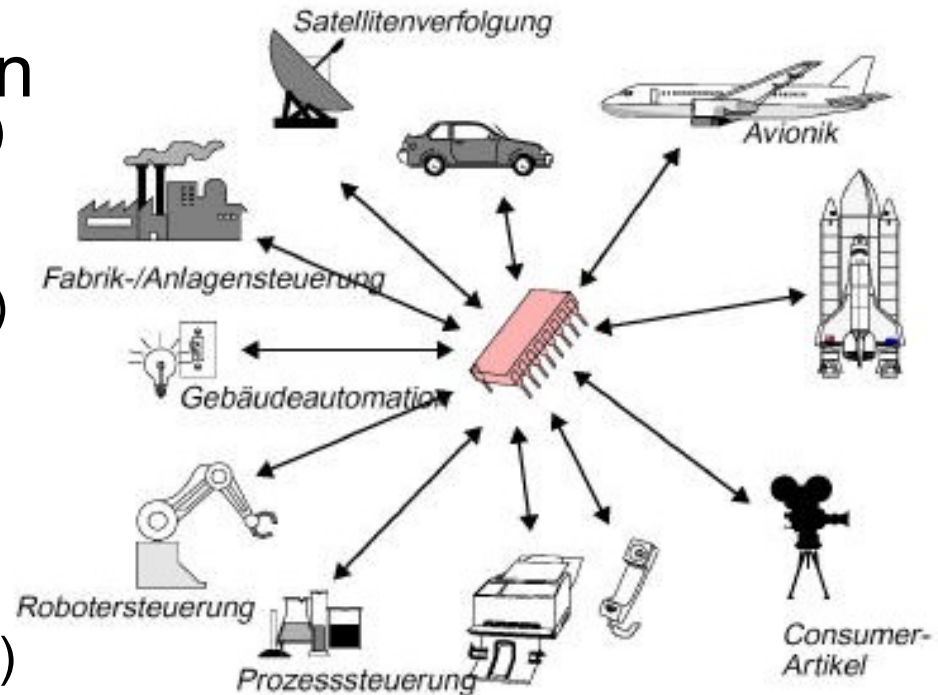 Satellitenverfolgung
n
)
Avionik
Fabrik-/Anlagensteuerung
)
Gebäudeautomation
Robotersteuerung
Consumer-
Artikel
)
Prozesssteuerung